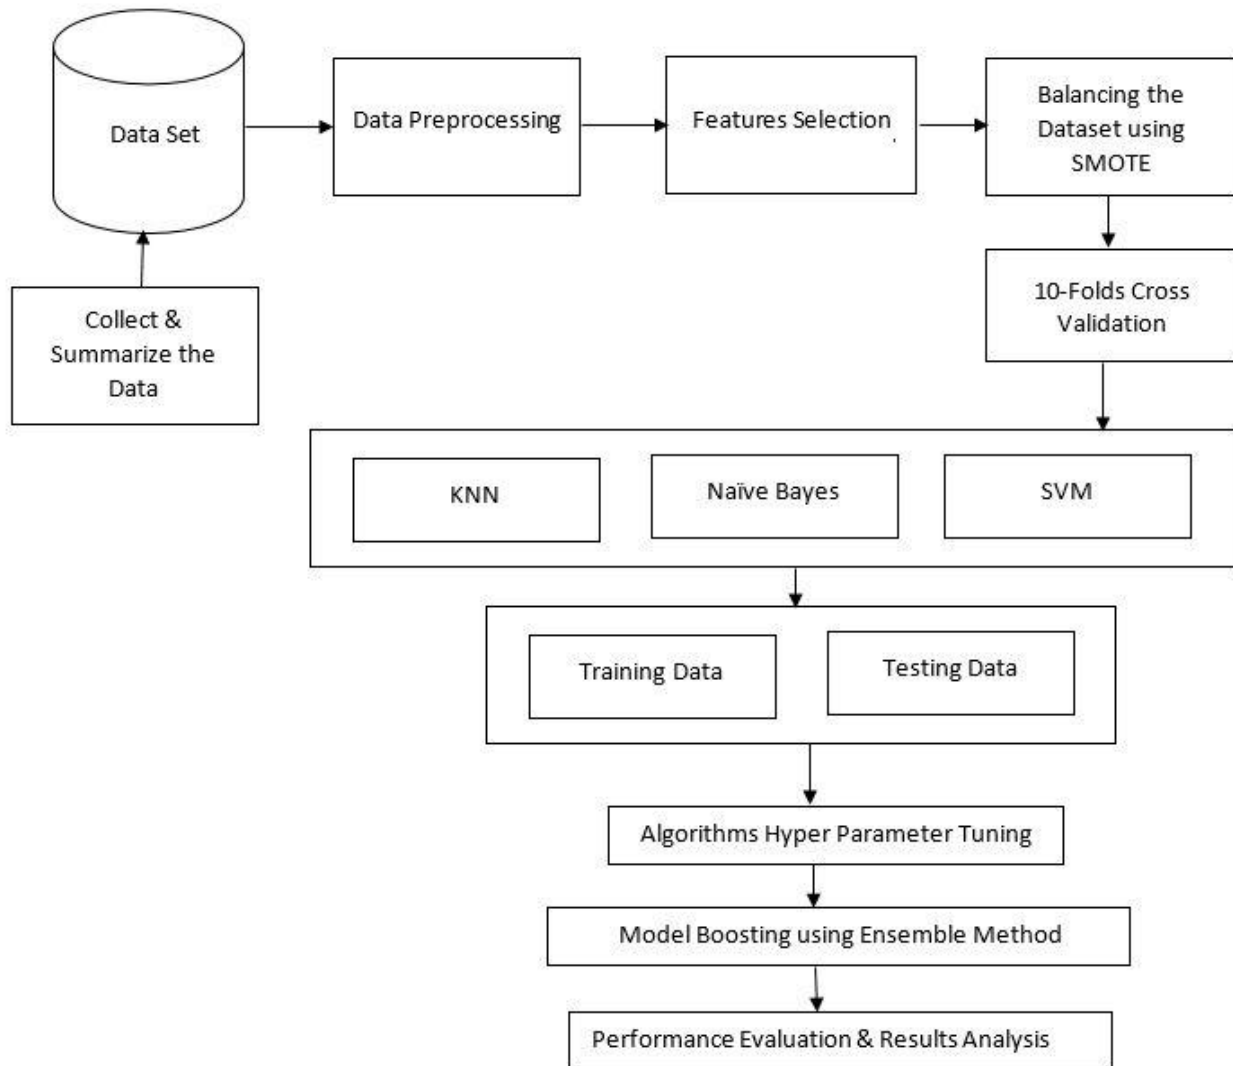 Data Set
Data Preprocessing
Features Selection
Balancing the
Dataset using
SMOTE
Collect &
Summarize the
Data
10-Folds Cross
Validation
KNN
Naïve Bayes
SVM
Training Data
Testing Data
Algorithms Hyper Parameter Tuning
Model Boosting using Ensemble Method
Performance Evaluation & Results Analysis